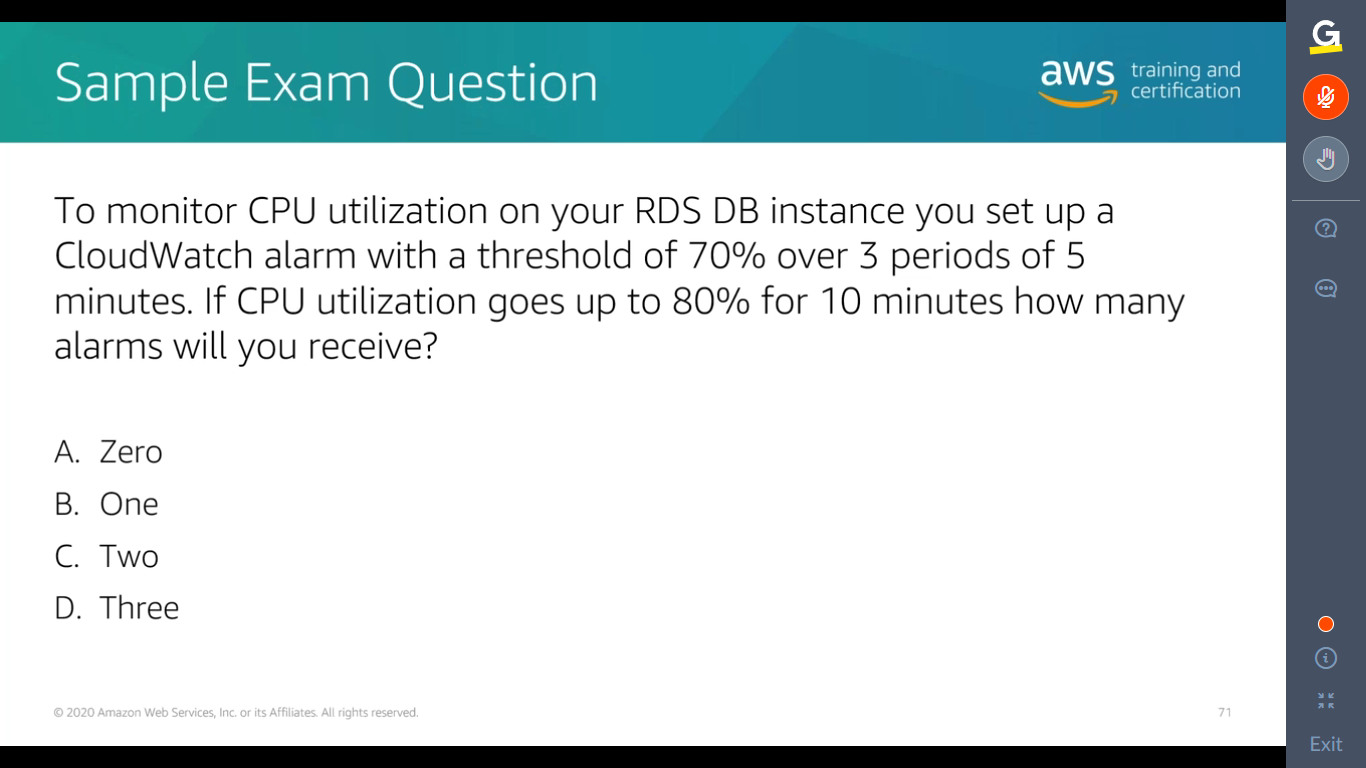 Sample Exam Question
aws training and
certification
To monitor CPU utilization on your RDS DB instance you set up a
CloudWatch alarm with a threshold of 70% over 3 periods of 5
minutes. If CPU utilization goes up to 80% for 10 minutes how many
alarms will you receive?
A. Zero
B. One
C. Two
D. Three
© 2020 Amazon Web Services, Inc. or its Affiliates. All rights reserved.
71
G
Exit